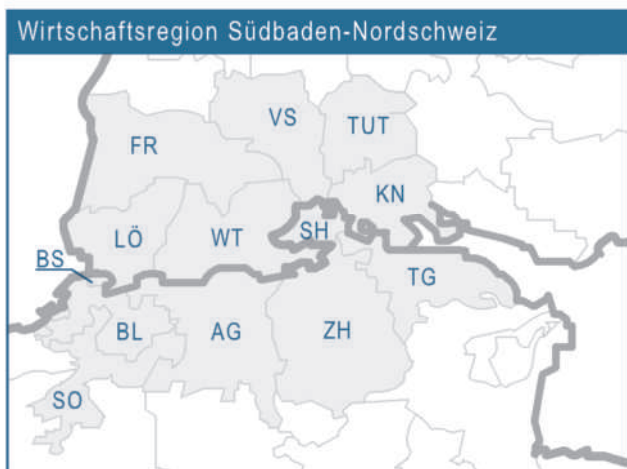 Wirtschaftsregion Südbaden-Nordschweiz
VS
TUT
FR
KN
LÖ
WT
SH
BS
TG
BL
AG
ZH
SO